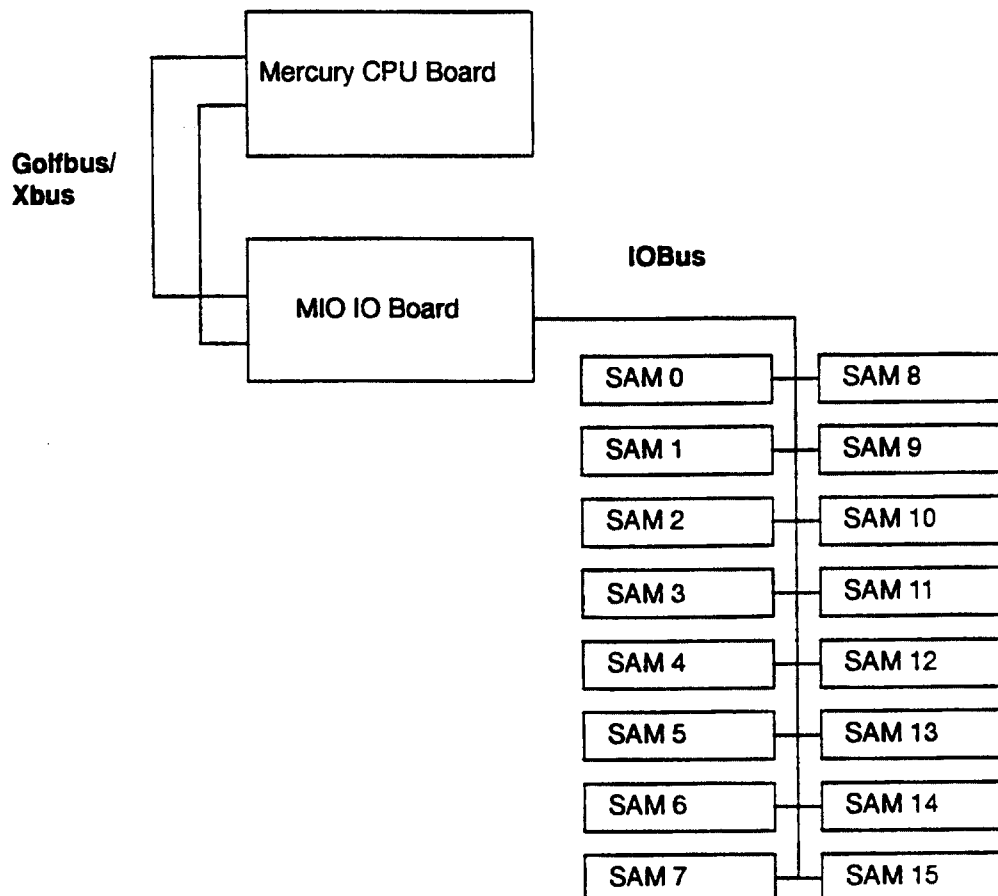 Mercury CPU Board
Golfbus/
Xbus
IOBus
MIO IO Board
SAM 0
SAM 8
SAM 1
SAM 9
SAM 2
SAM 10
SAM 3
SAM 11
SAM 4
SAM 12
SAM 5
SAM 13
SAM 6
SAM 14
SAM 7
SAM 15